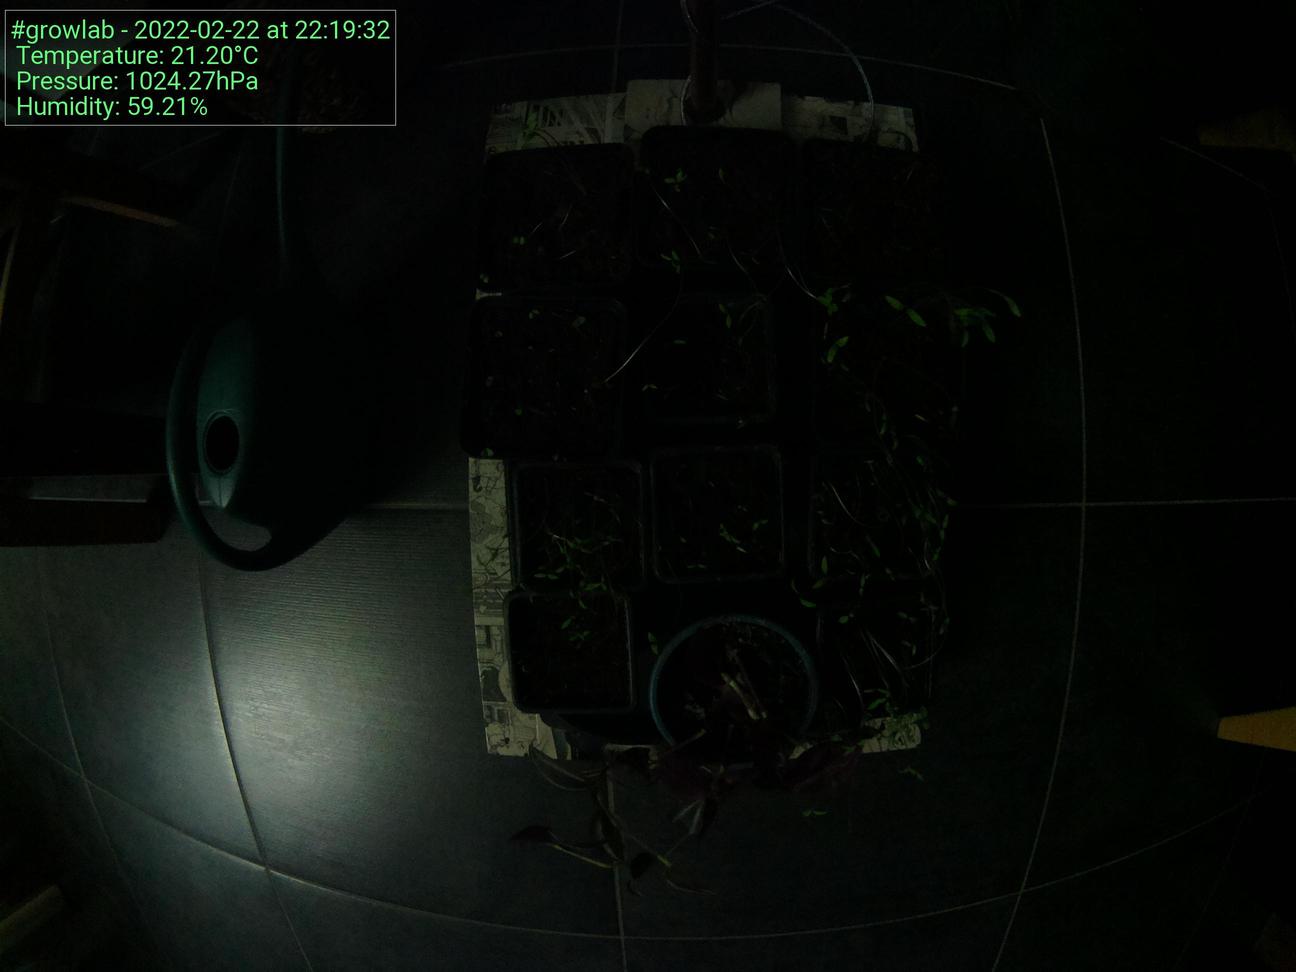 #growlab - 2022-02-22 at 22:19:32
Temperature: 21.20°C
Pressure: 1024.27hPa
Humidity: 59.21%